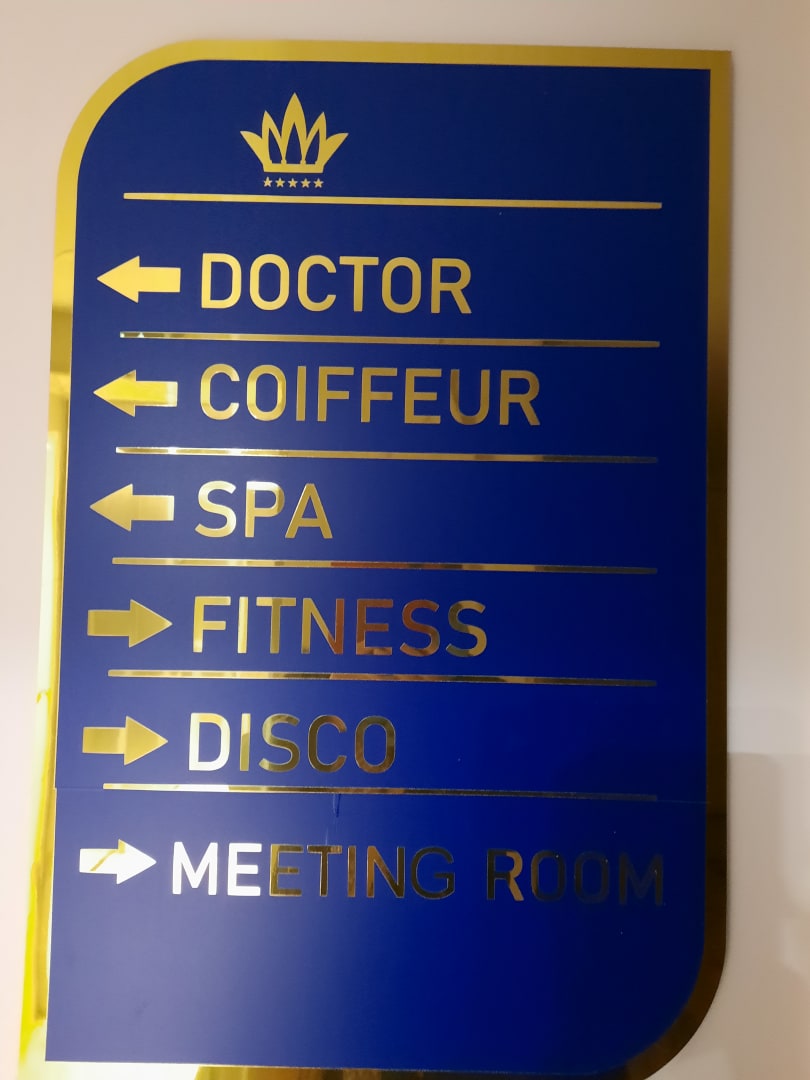 DOCTOR
COIFFEUR
SPA
FITNESS
DISCO
MEETING ROOM